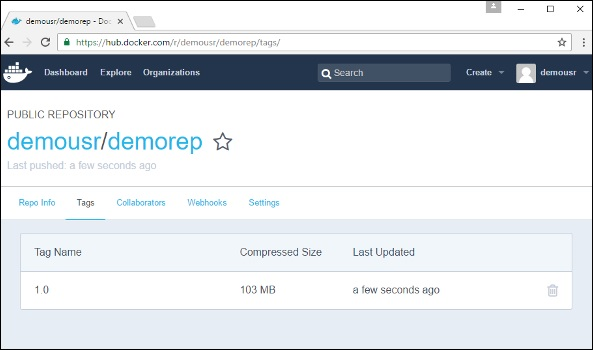 demousr/demorep - Doc
https://hub.docker.com/r/demousr/demorep/tags/
Dashboard Explore Organizations Search Create demousr
PUBLIC REPOSITORY
demousr/demorep
Last pushed: a few seconds ago
Repo Info Tags Collaborators Webhooks Settings
Tag Name Compressed Size Last Updated
1.0 103 MB a few seconds ago